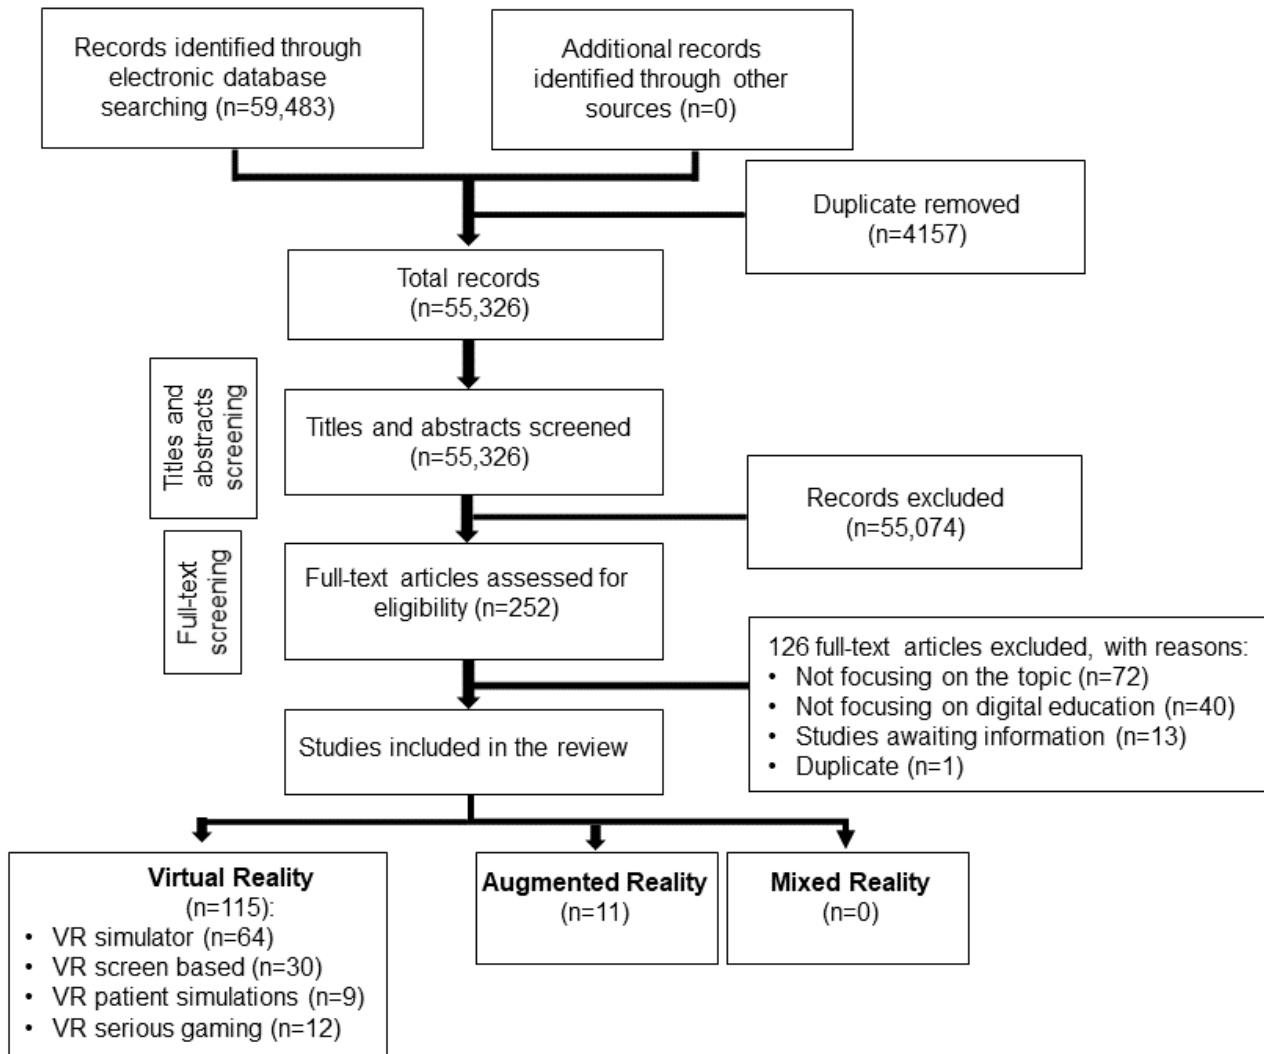 Records identified through
electronic database
searching (n=59,483)
Additional records
identified through other
sources (n=0)
Duplicate removed
(n=4157)
Total records
(n=55,326)
Titles and
abstracts
screening
Titles and abstracts screened
(n=55,326)
Records excluded
(n=55,074)
Full-text
screening
Full-text articles assessed for
eligibility (n=252)
126 full-text articles excluded, with reasons:
• Not focusing on the topic (n=72)
• Not focusing on digital education (n=40)
• Studies awaiting information (n=13)
• Duplicate (n=1)
Studies included in the review
Virtual Reality
(n=115):
• VR simulator (n=64)
• VR screen based (n=30)
• VR patient simulations (n=9)
• VR serious gaming (n=12)
Augmented Reality
(n=11)
Mixed Reality
(n=0)